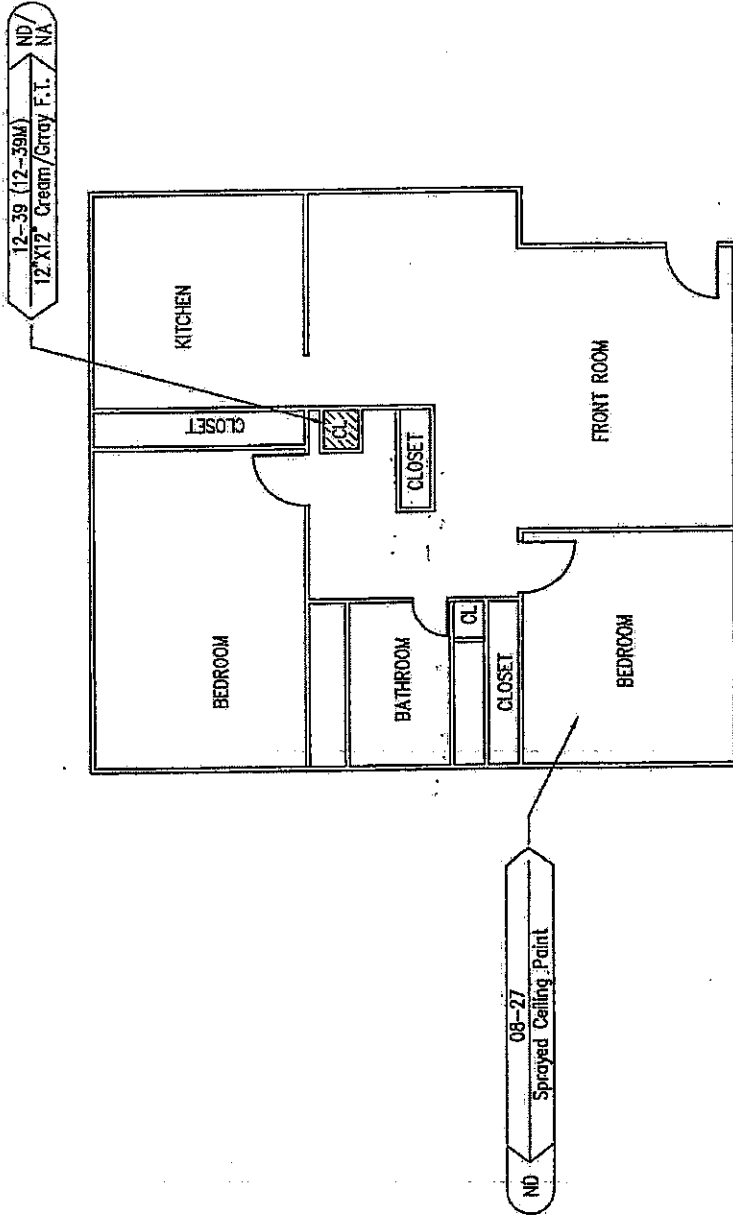 12-39 (12-39M)
12"X12" Cream/Grray F.T.
ND/
NA
KITCHEN
CLOSET
CL
CLOSET
FRONT ROOM
BEDROOM
BATHROOM
CL
CLOSET
BEDROOM
08-27
Sprayed Ceiling Paint
ND